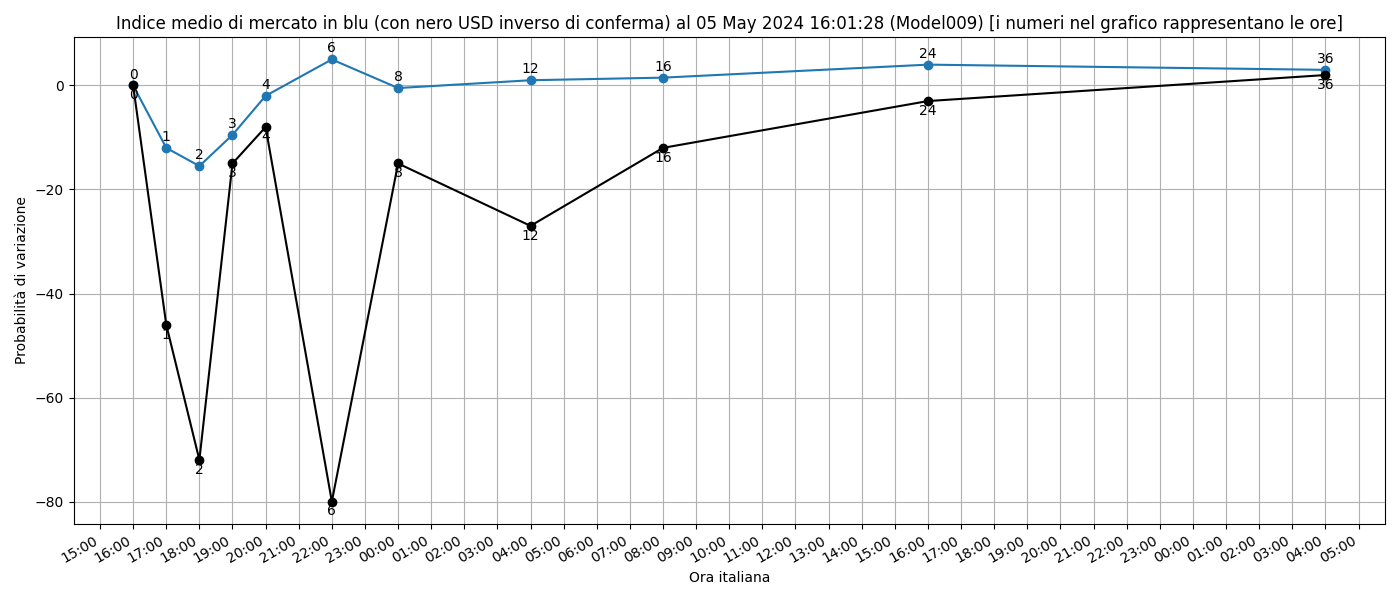 Indice medio di mercato in blu (con nero USD inverso di conferma) al 05 May 2024 16:01:28 (Model009) [i numeri nel grafico rappresentano le ore]
Probabilità di variazione
0
−20
−40
−60
−80
0 1 2 3 4 6 8 12 16 24 36
0 1 2 3 4 6 8 12 16 24 36
15:00 16:00 17:00 18:00 19:00 20:00 21:00 22:00 23:00 00:00 01:00 02:00 03:00 04:00 05:00 06:00 07:00 08:00 09:00 10:00 11:00 12:00 13:00 14:00 15:00 16:00 17:00 18:00 19:00 20:00 21:00 22:00 23:00 00:00 01:00 02:00 03:00 04:00 05:00
Ora italiana